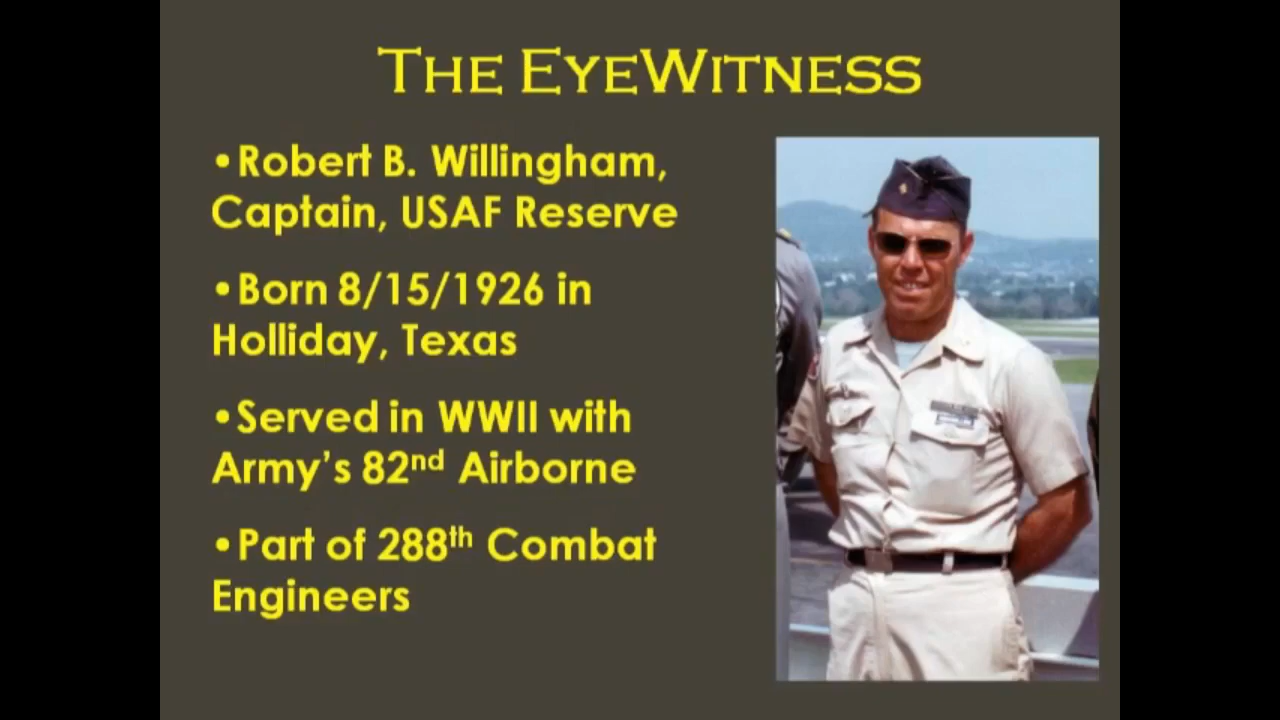 THE EYEWITNESS
•Robert B. Willingham,
Captain, USAF Reserve
•Born 8/15/1926 in
Holliday, Texas
•Served in WWII with
Army's 82nd Airborne
•Part of 288th Combat
Engineers